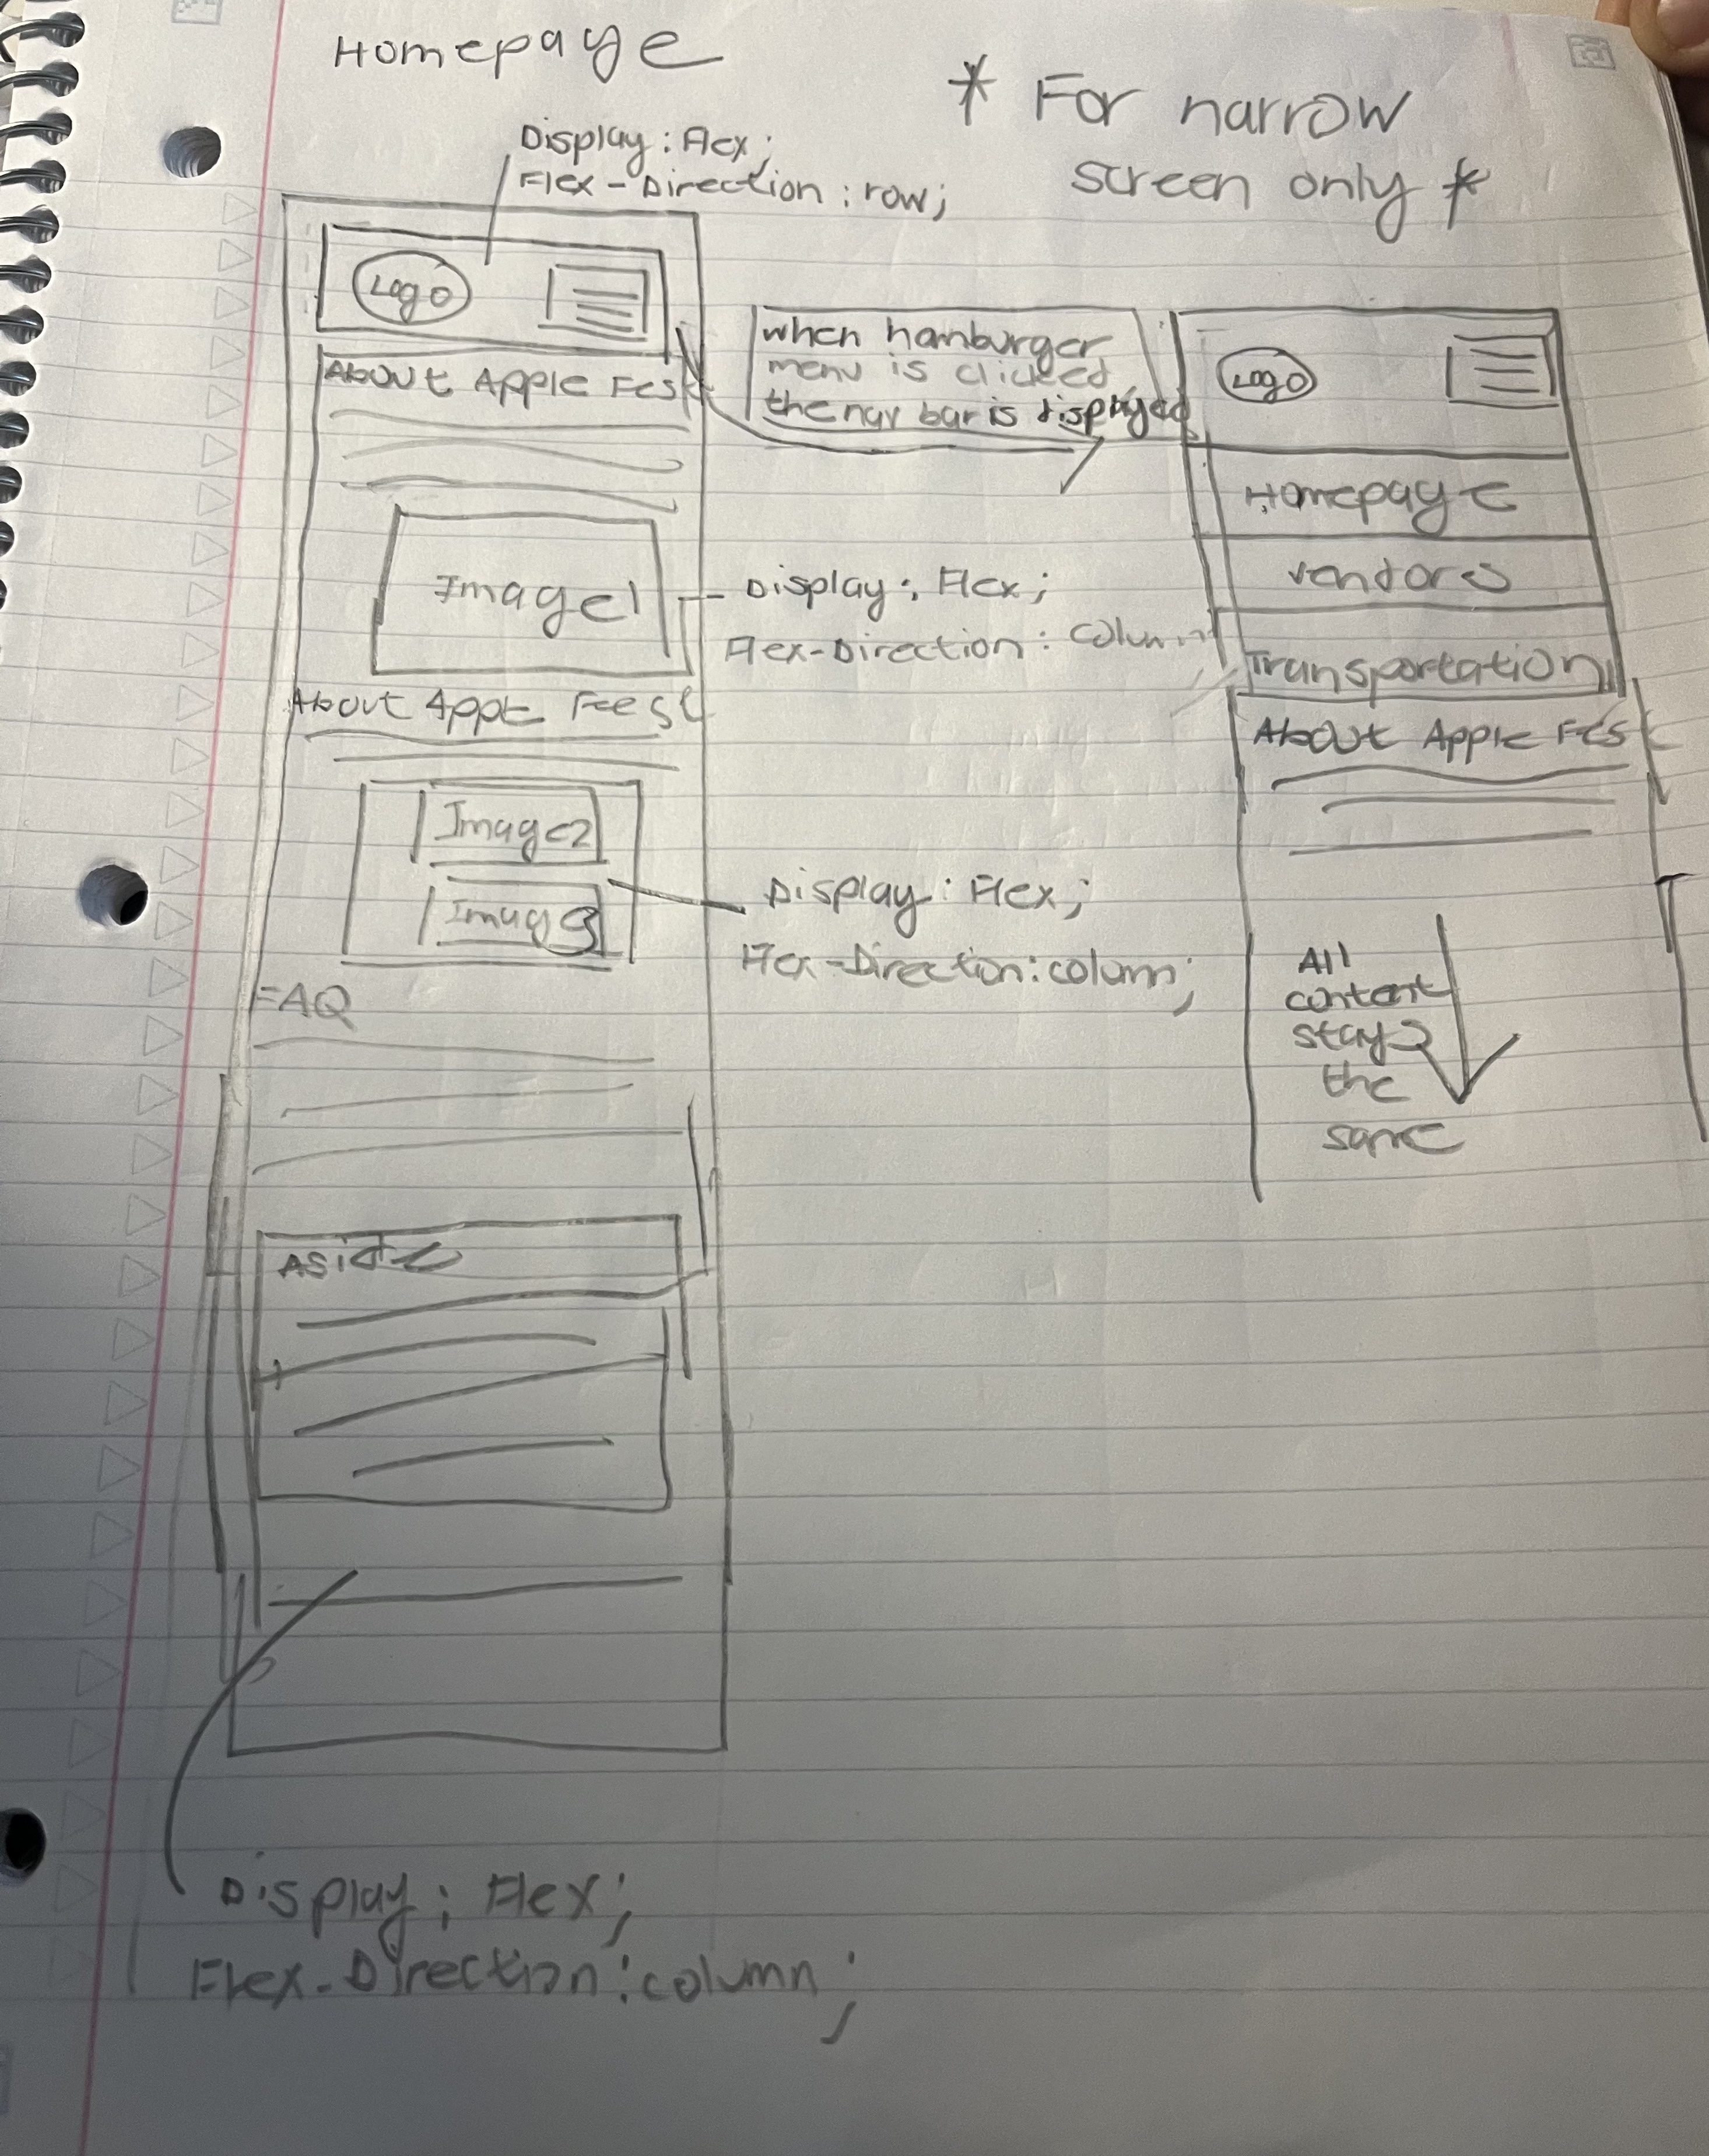 Homepage
* For narrow
screen only *
Display: Flex;
Flex-Direction: row;
Logo
About Apple Fest
when hamburger
menu is clicked,
the nav bar is displayed
Image1
Display: Flex;
Flex-Direction: column
About Apple Feest
Image2
Image3
Display: Flex;
Flex-Direction: column;
FAQ
Aside
Display: Flex;
Flex-Direction: column;
Logo
Homepage
vendors
Transportation
About Apple Fest
All
content
stays
the
same